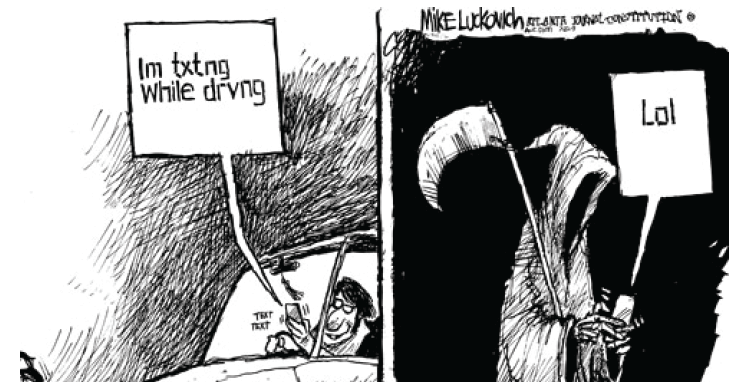 Im txtng
While drvng
TEXT
TEXT
MIKE LUCKOVICH ATLANTA JOURNAL-CONSTITUTION ©
Lol